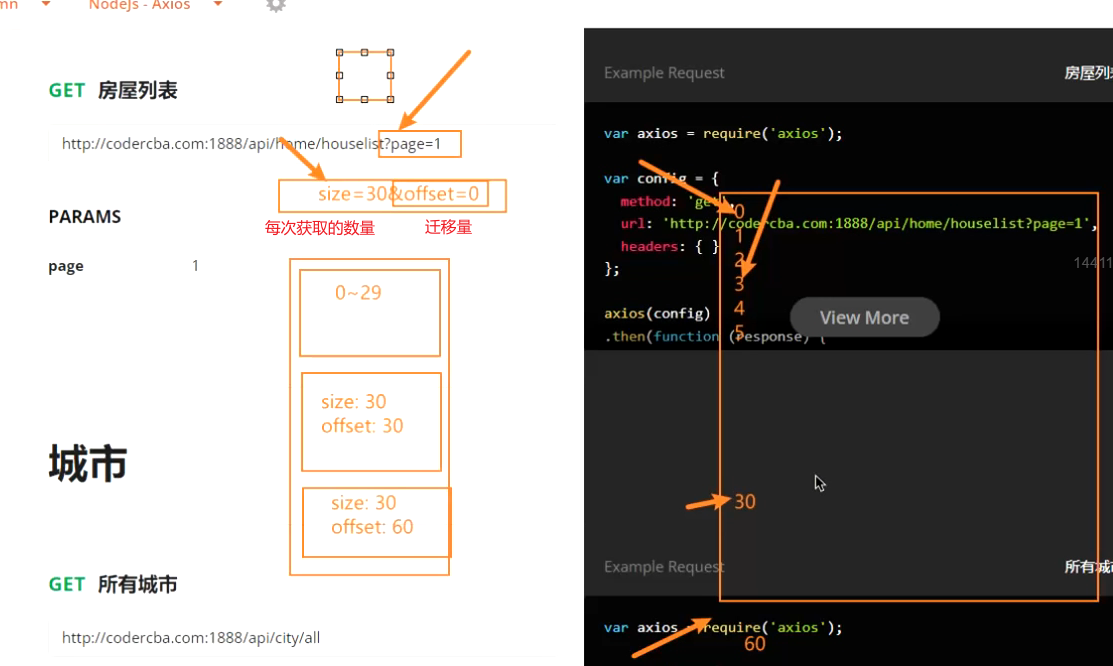 NodeJs - Axios
GET 房屋列表
http://codercba.com:1888/api/home/houselist?page=1
size=30&offset=0
每次获取的数量
迁移量
PARAMS
page 1
0~29
size: 30
offset: 30
size: 30
offset: 60
城市
GET 所有城市
http://codercba.com:1888/api/city/all
Example Request
房屋列
var axios = require('axios');
var config = {
method: 'get',
url: 'http://codercba.com:1888/api/home/houselist?page=1',
headers: { }
};
axios(config)
.then(function (response) {
View More
0
1
2
3
4
5
30
60
14411
Example Request
所有城
var axios = require('axios');